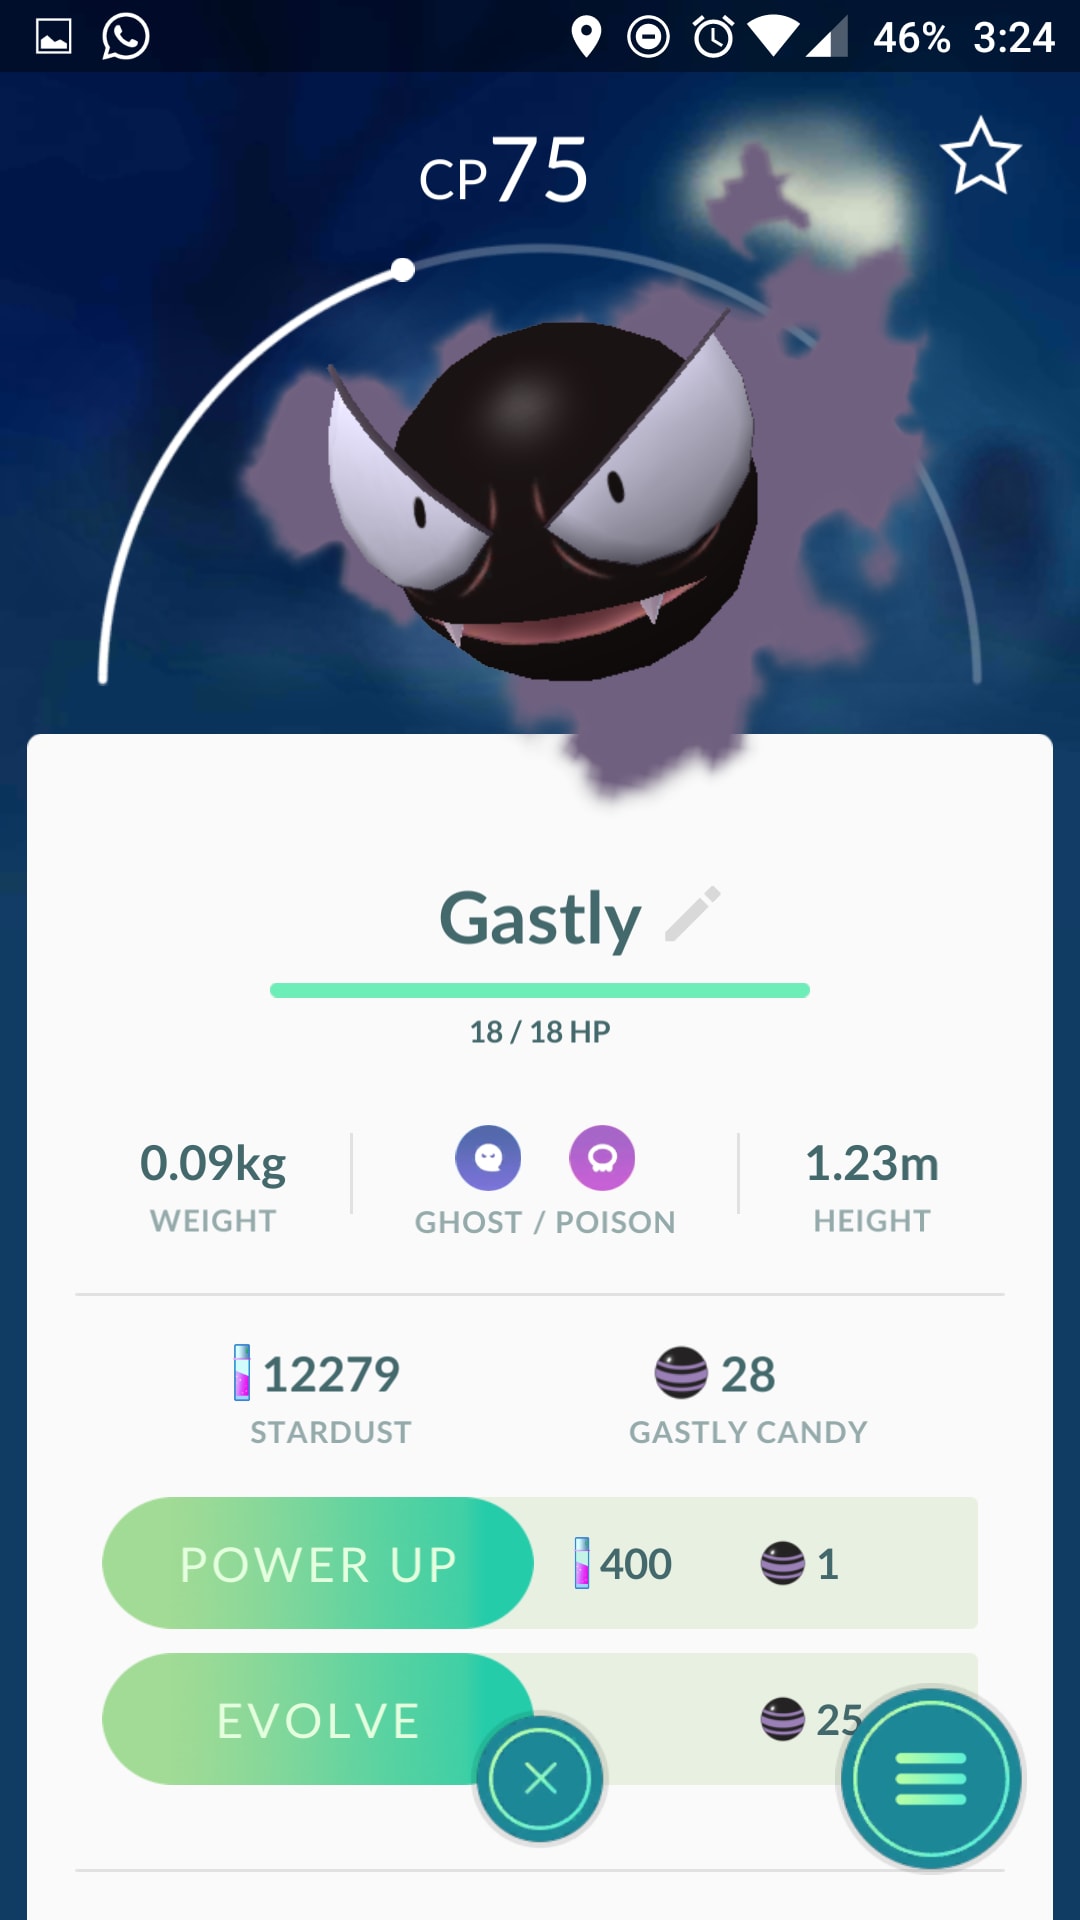 46% 3:24
CP75
Gastly
18 / 18 HP
0.09kg
WEIGHT
GHOST / POISON
1.23m
HEIGHT
12279
STARDUST
28
GASTLY CANDY
POWER UP 400 1
EVOLVE 25